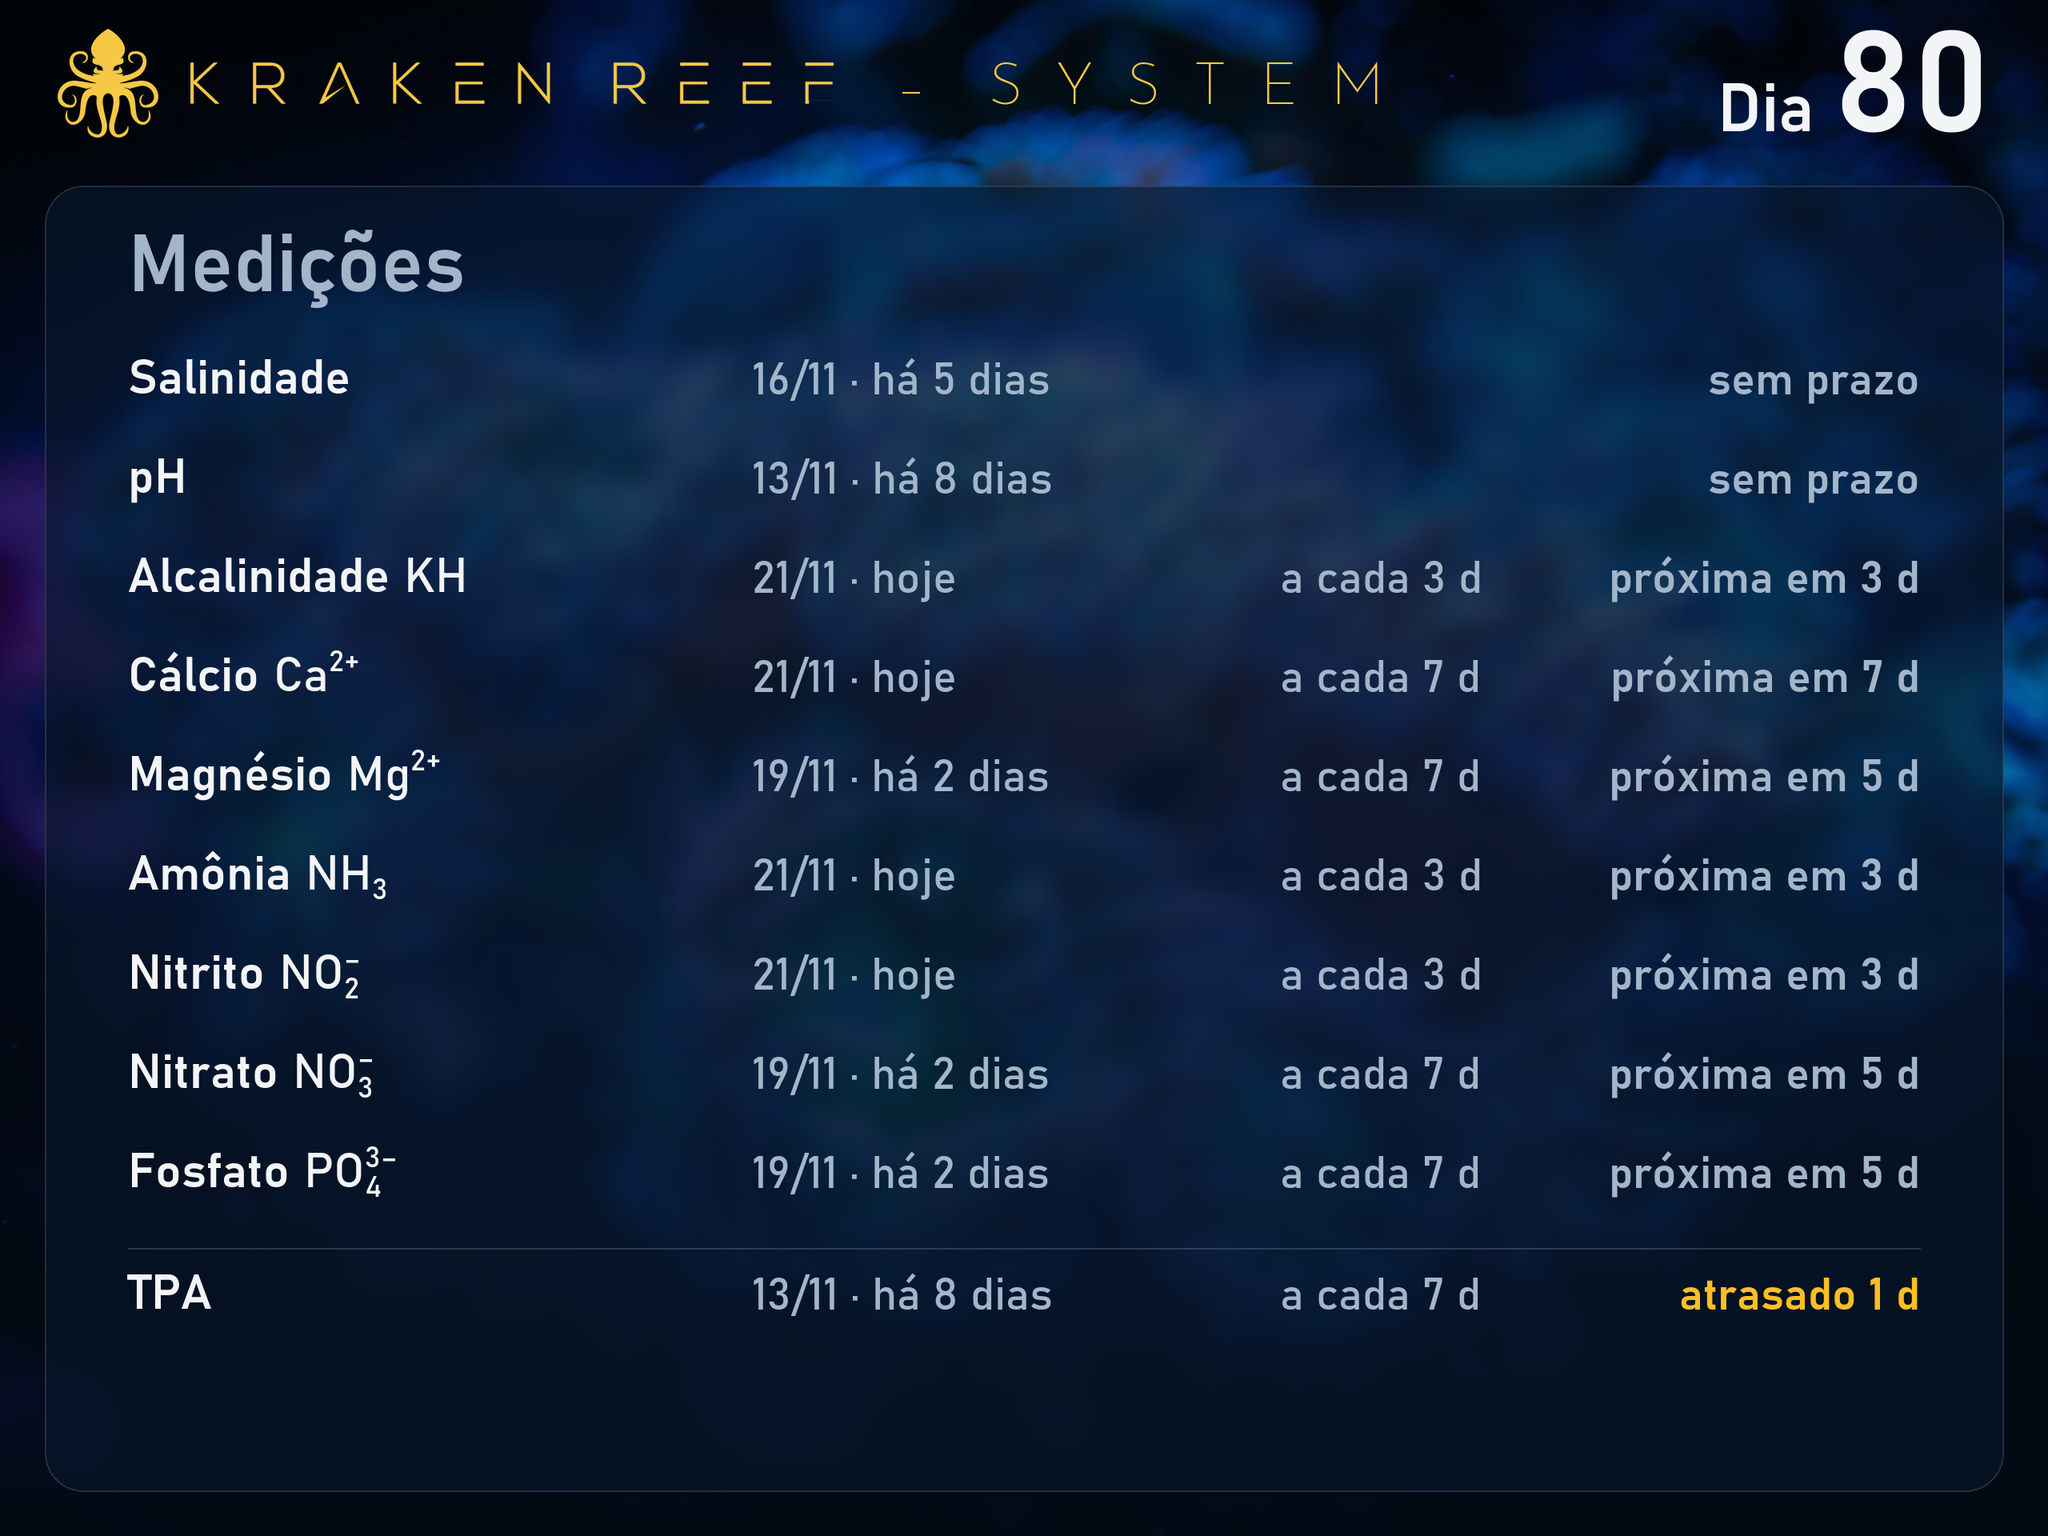 KRAKEN REEF - SYSTEM
Dia 80
Medições
Salinidade 16/11 · há 5 dias sem prazo
pH 13/11 · há 8 dias sem prazo
Alcalinidade KH 21/11 · hoje a cada 3 d próxima em 3 d
Cálcio Ca²⁺ 21/11 · hoje a cada 7 d próxima em 7 d
Magnésio Mg²⁺ 19/11 · há 2 dias a cada 7 d próxima em 5 d
Amônia NH₃ 21/11 · hoje a cada 3 d próxima em 3 d
Nitrito NO₂⁻ 21/11 · hoje a cada 3 d próxima em 3 d
Nitrato NO₃⁻ 19/11 · há 2 dias a cada 7 d próxima em 5 d
Fosfato PO₄³⁻ 19/11 · há 2 dias a cada 7 d próxima em 5 d
TPA 13/11 · há 8 dias a cada 7 d atrasado 1 d